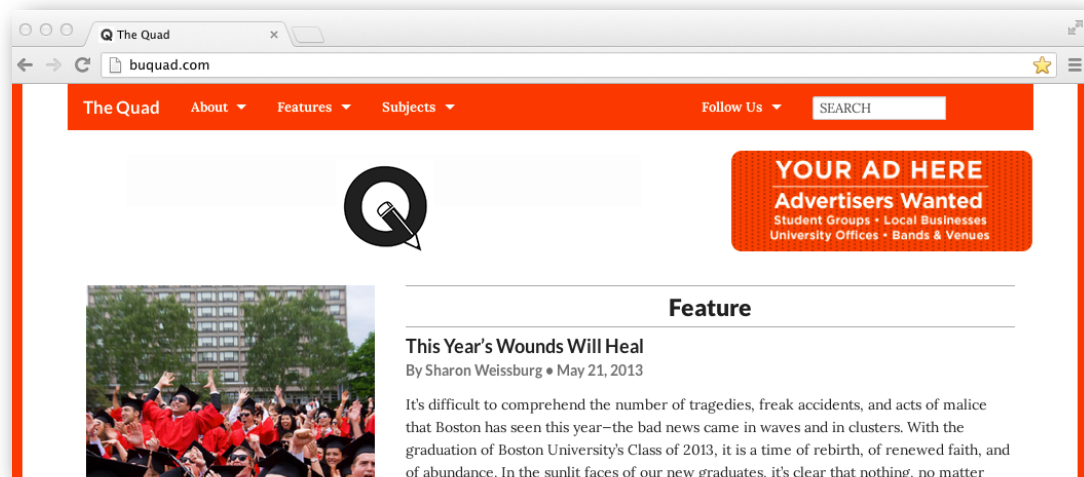 The Quad
buquad.com
The Quad About Features Subjects Follow Us SEARCH
YOUR AD HERE
Advertisers Wanted
Student Groups • Local Businesses
University Offices • Bands & Venues
Feature
This Year's Wounds Will Heal
By Sharon Weissburg • May 21, 2013
It's difficult to comprehend the number of tragedies, freak accidents, and acts of malice
that Boston has seen this year—the bad news came in waves and in clusters. With the
graduation of Boston University's Class of 2013, it is a time of rebirth, of renewed faith, and
of abundance. In the sunlit faces of our new graduates, it's clear that nothing, no matter